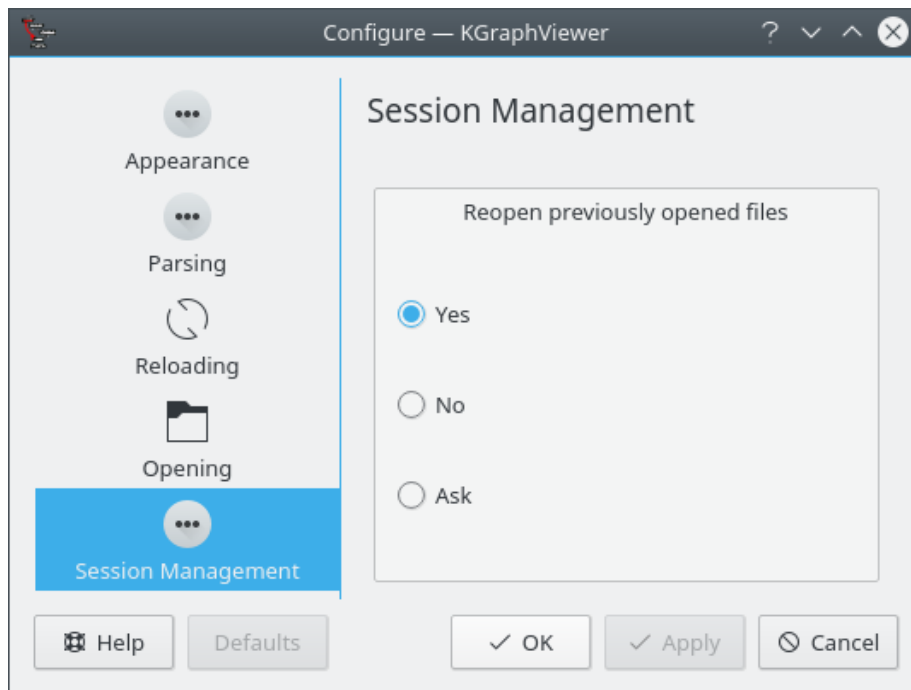 Configure — KGraphViewer
Appearance
Parsing
Reloading
Opening
Session Management
Session Management
Reopen previously opened files
Yes
No
Ask
Help
Defaults
OK
Apply
Cancel